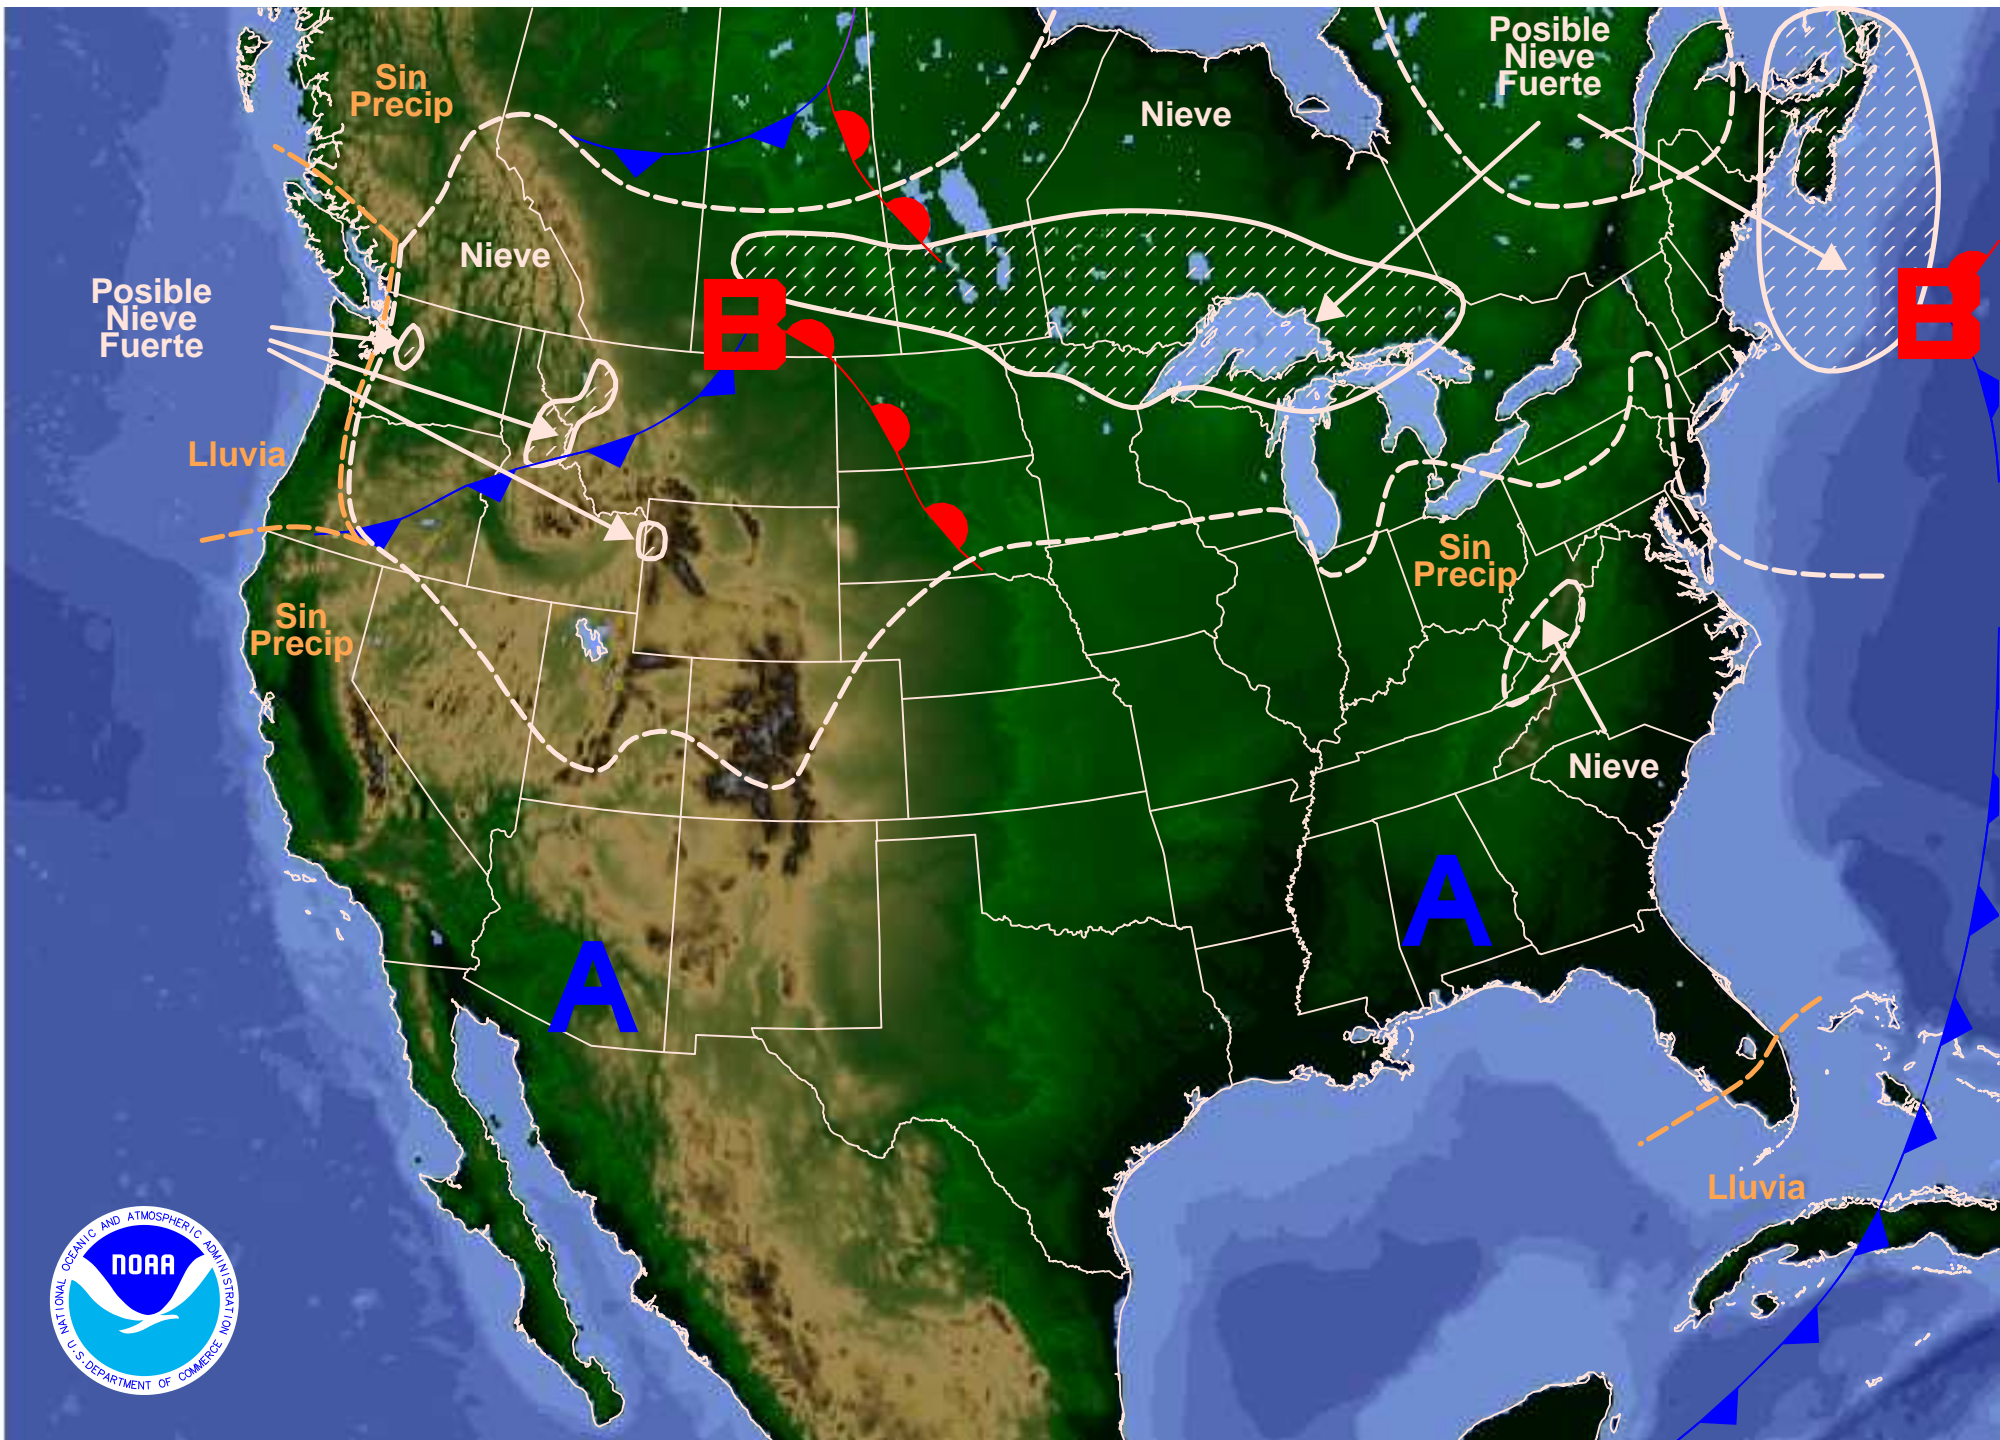 Posible
Nieve
Fuerte
Sin
Precip
Nieve
Nieve
Posible
Nieve
Fuerte
B
B
Lluvia
Sin
Precip
Sin
Precip
Nieve
A
A
Lluvia
NATIONAL OCEANIC AND ATMOSPHERIC ADMINISTRATION
NOAA
U.S. DEPARTMENT OF COMMERCE